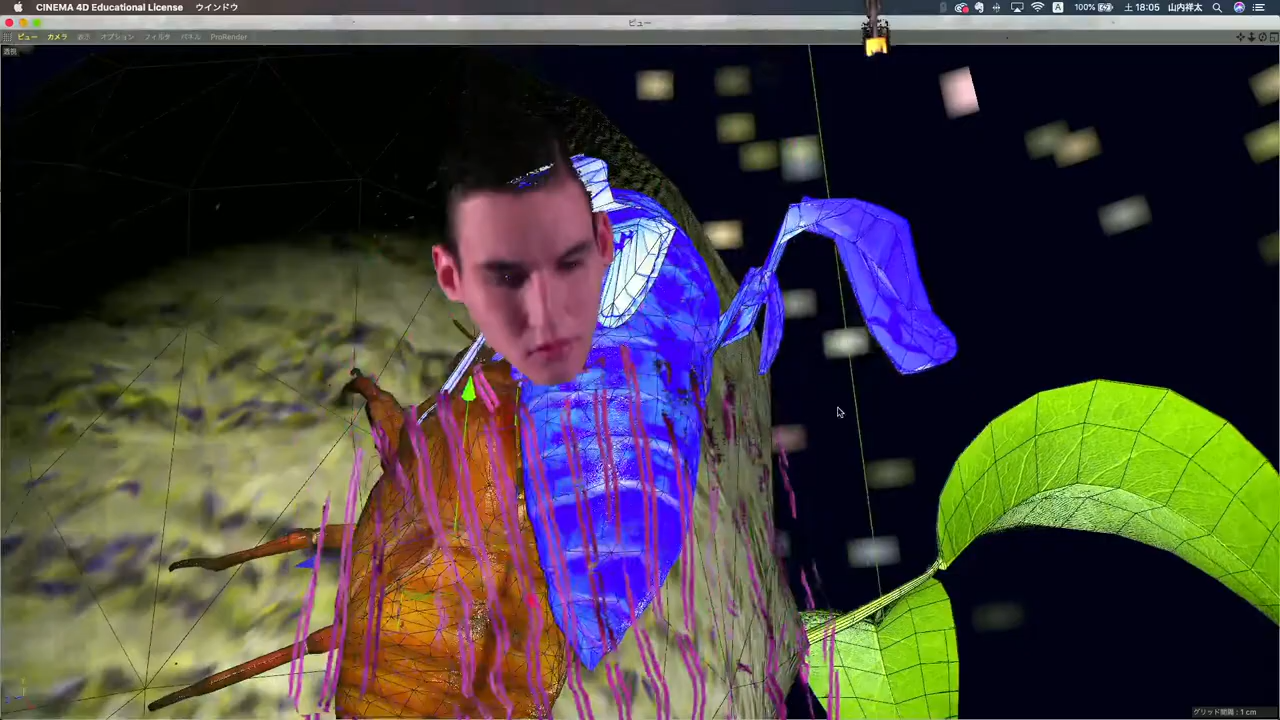 CINEMA 4D Educational License ウインドウ
100% A 土 18:05 山内祥太
ビュー
ビュー カメラ 表示 オプション フィルタ パネル ProRender
透視
グリッド間隔 : 1 cm